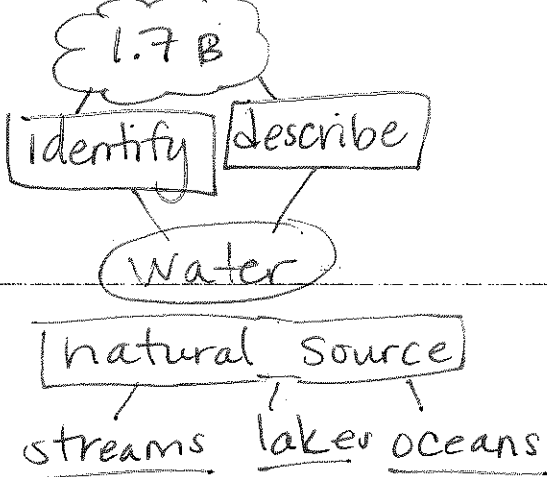 1.7 B
identify describe
water
natural source
streams lakes oceans